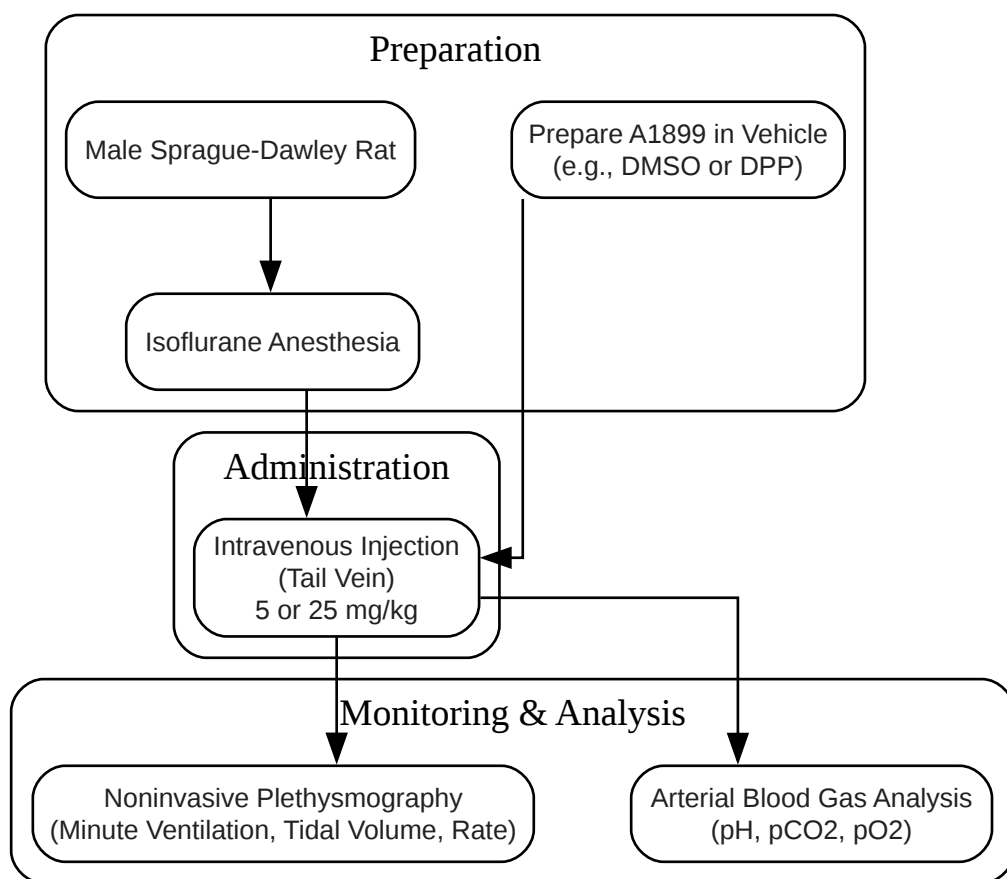 Preparation
Male Sprague-Dawley Rat
Prepare A1899 in Vehicle
(e.g., DMSO or DPP)
Isoflurane Anesthesia
Administration
Intravenous Injection
(Tail Vein)
5 or 25 mg/kg
Monitoring & Analysis
Noninvasive Plethysmography
(Minute Ventilation, Tidal Volume, Rate)
Arterial Blood Gas Analysis
(pH, pCO2, pO2)